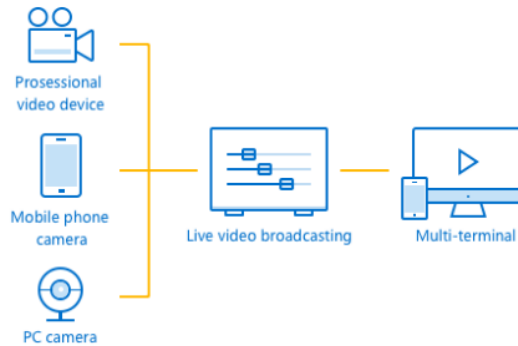 Prosessional
video device
Mobile phone
camera
Live video broadcasting
Multi-terminal
PC camera